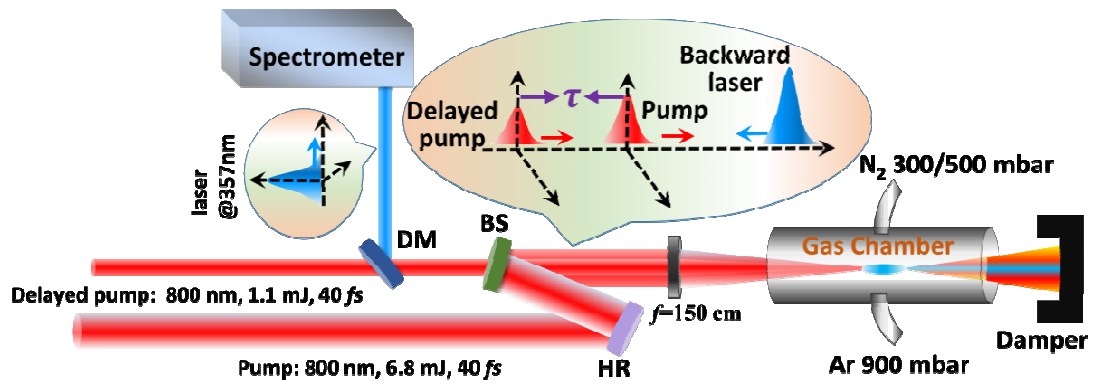 Spectrometer
Delayed
pump
τ
Pump
Backward
laser
laser
@357nm
N₂ 300/500 mbar
DM
BS
Gas Chamber
Delayed pump: 800 nm, 1.1 mJ, 40 fs
f=150 cm
Damper
Pump: 800 nm, 6.8 mJ, 40 fs
HR
Ar 900 mbar